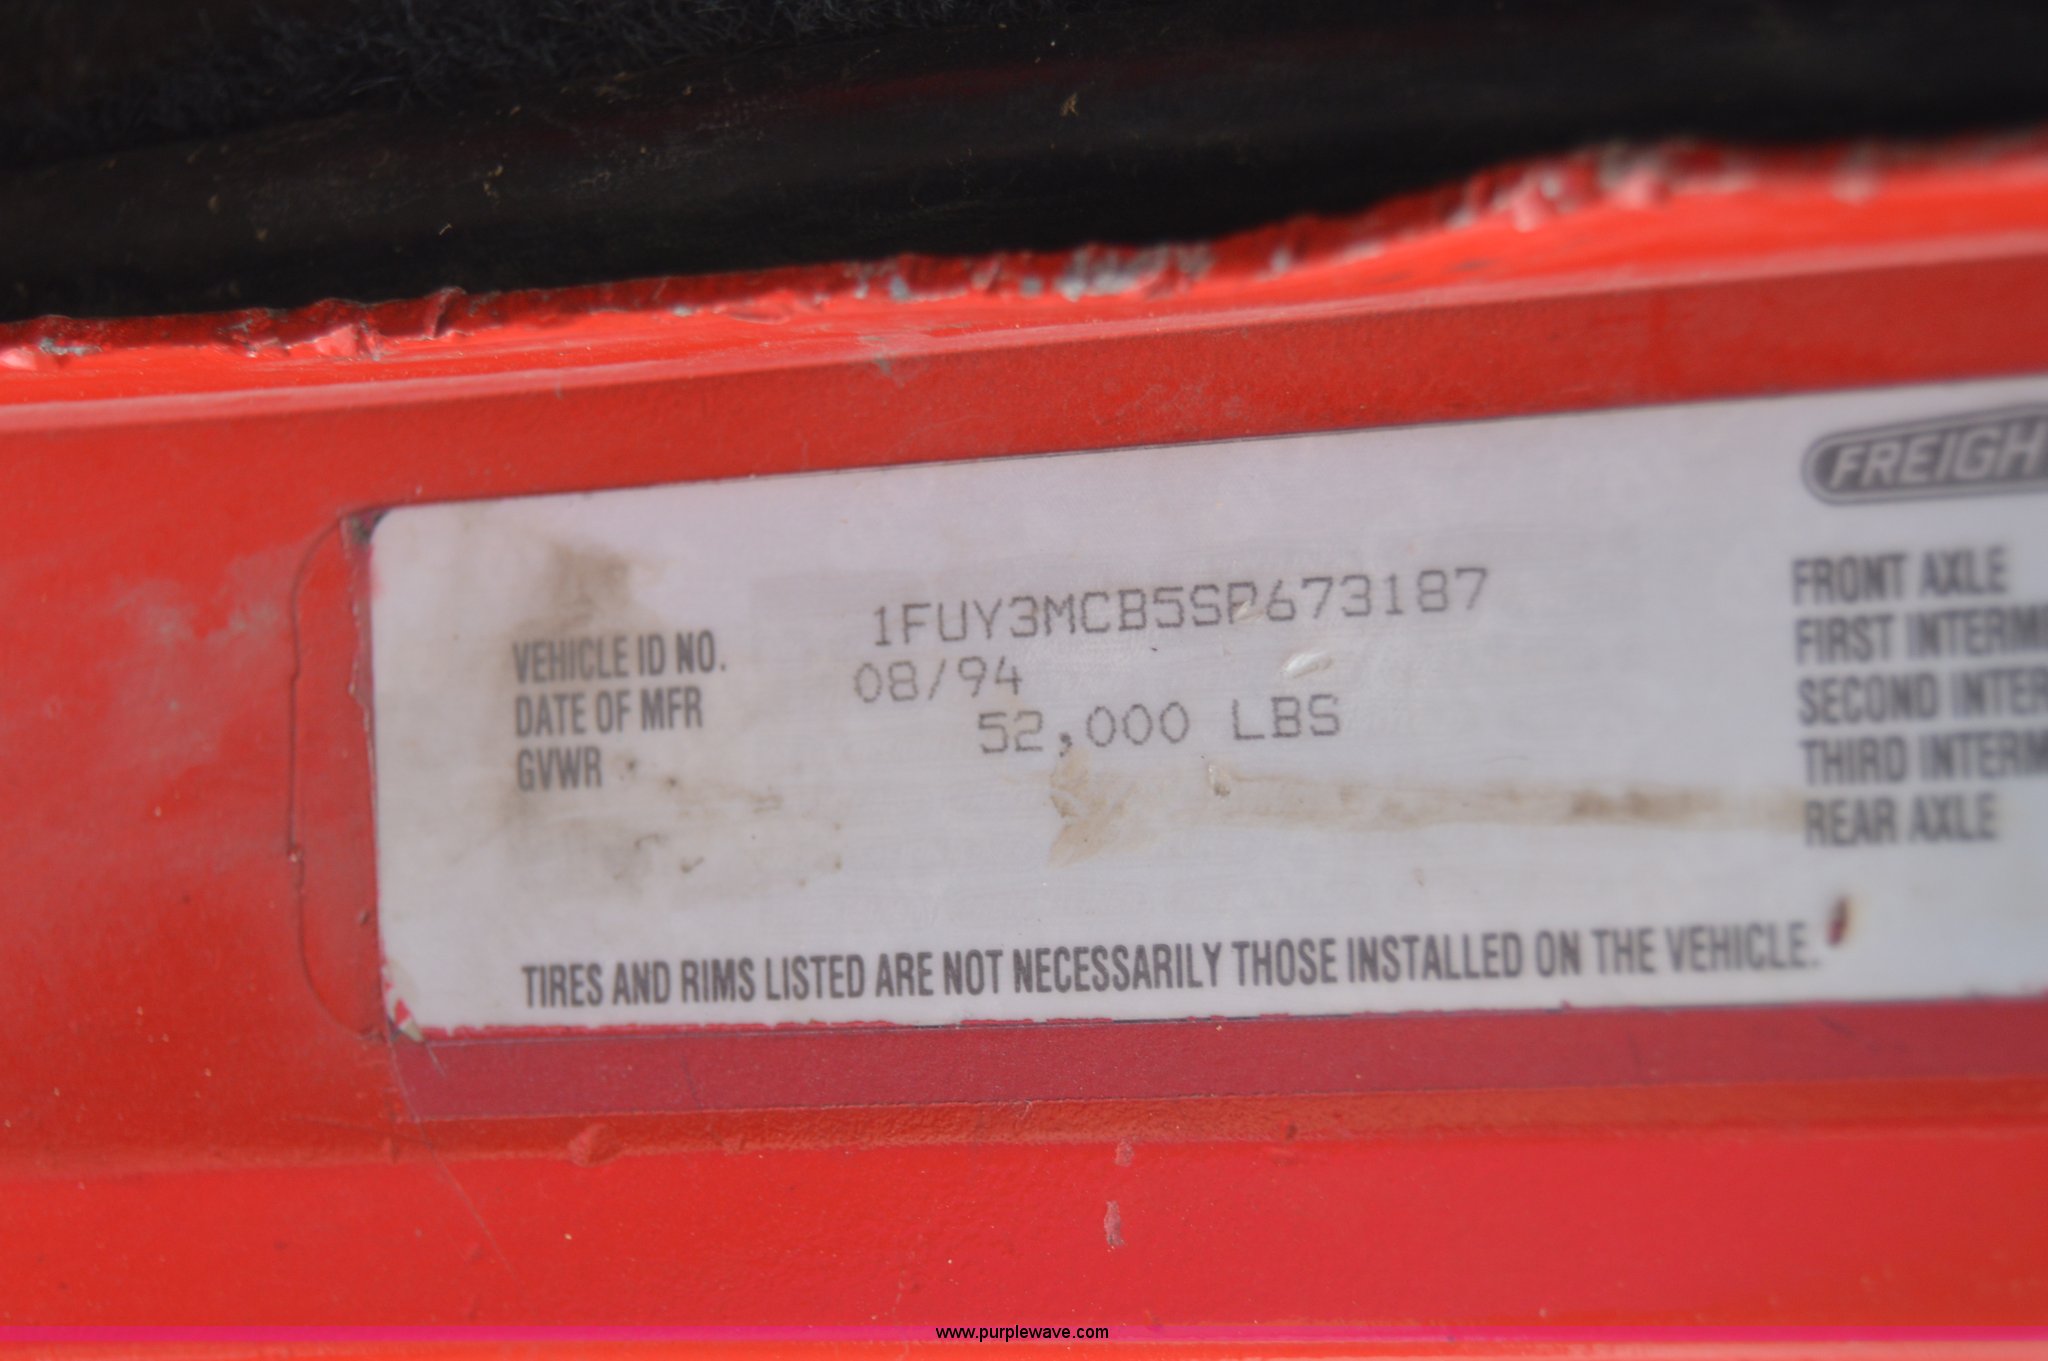 FREIGH
VEHICLE ID NO. 1FUY3MCB5SP673187
DATE OF MFR 08/94
GVWR 52,000 LBS
FRONT AXLE
FIRST INTERM
SECOND INTER
THIRD INTERM
REAR AXLE
TIRES AND RIMS LISTED ARE NOT NECESSARILY THOSE INSTALLED ON THE VEHICLE.
www.purplewave.com